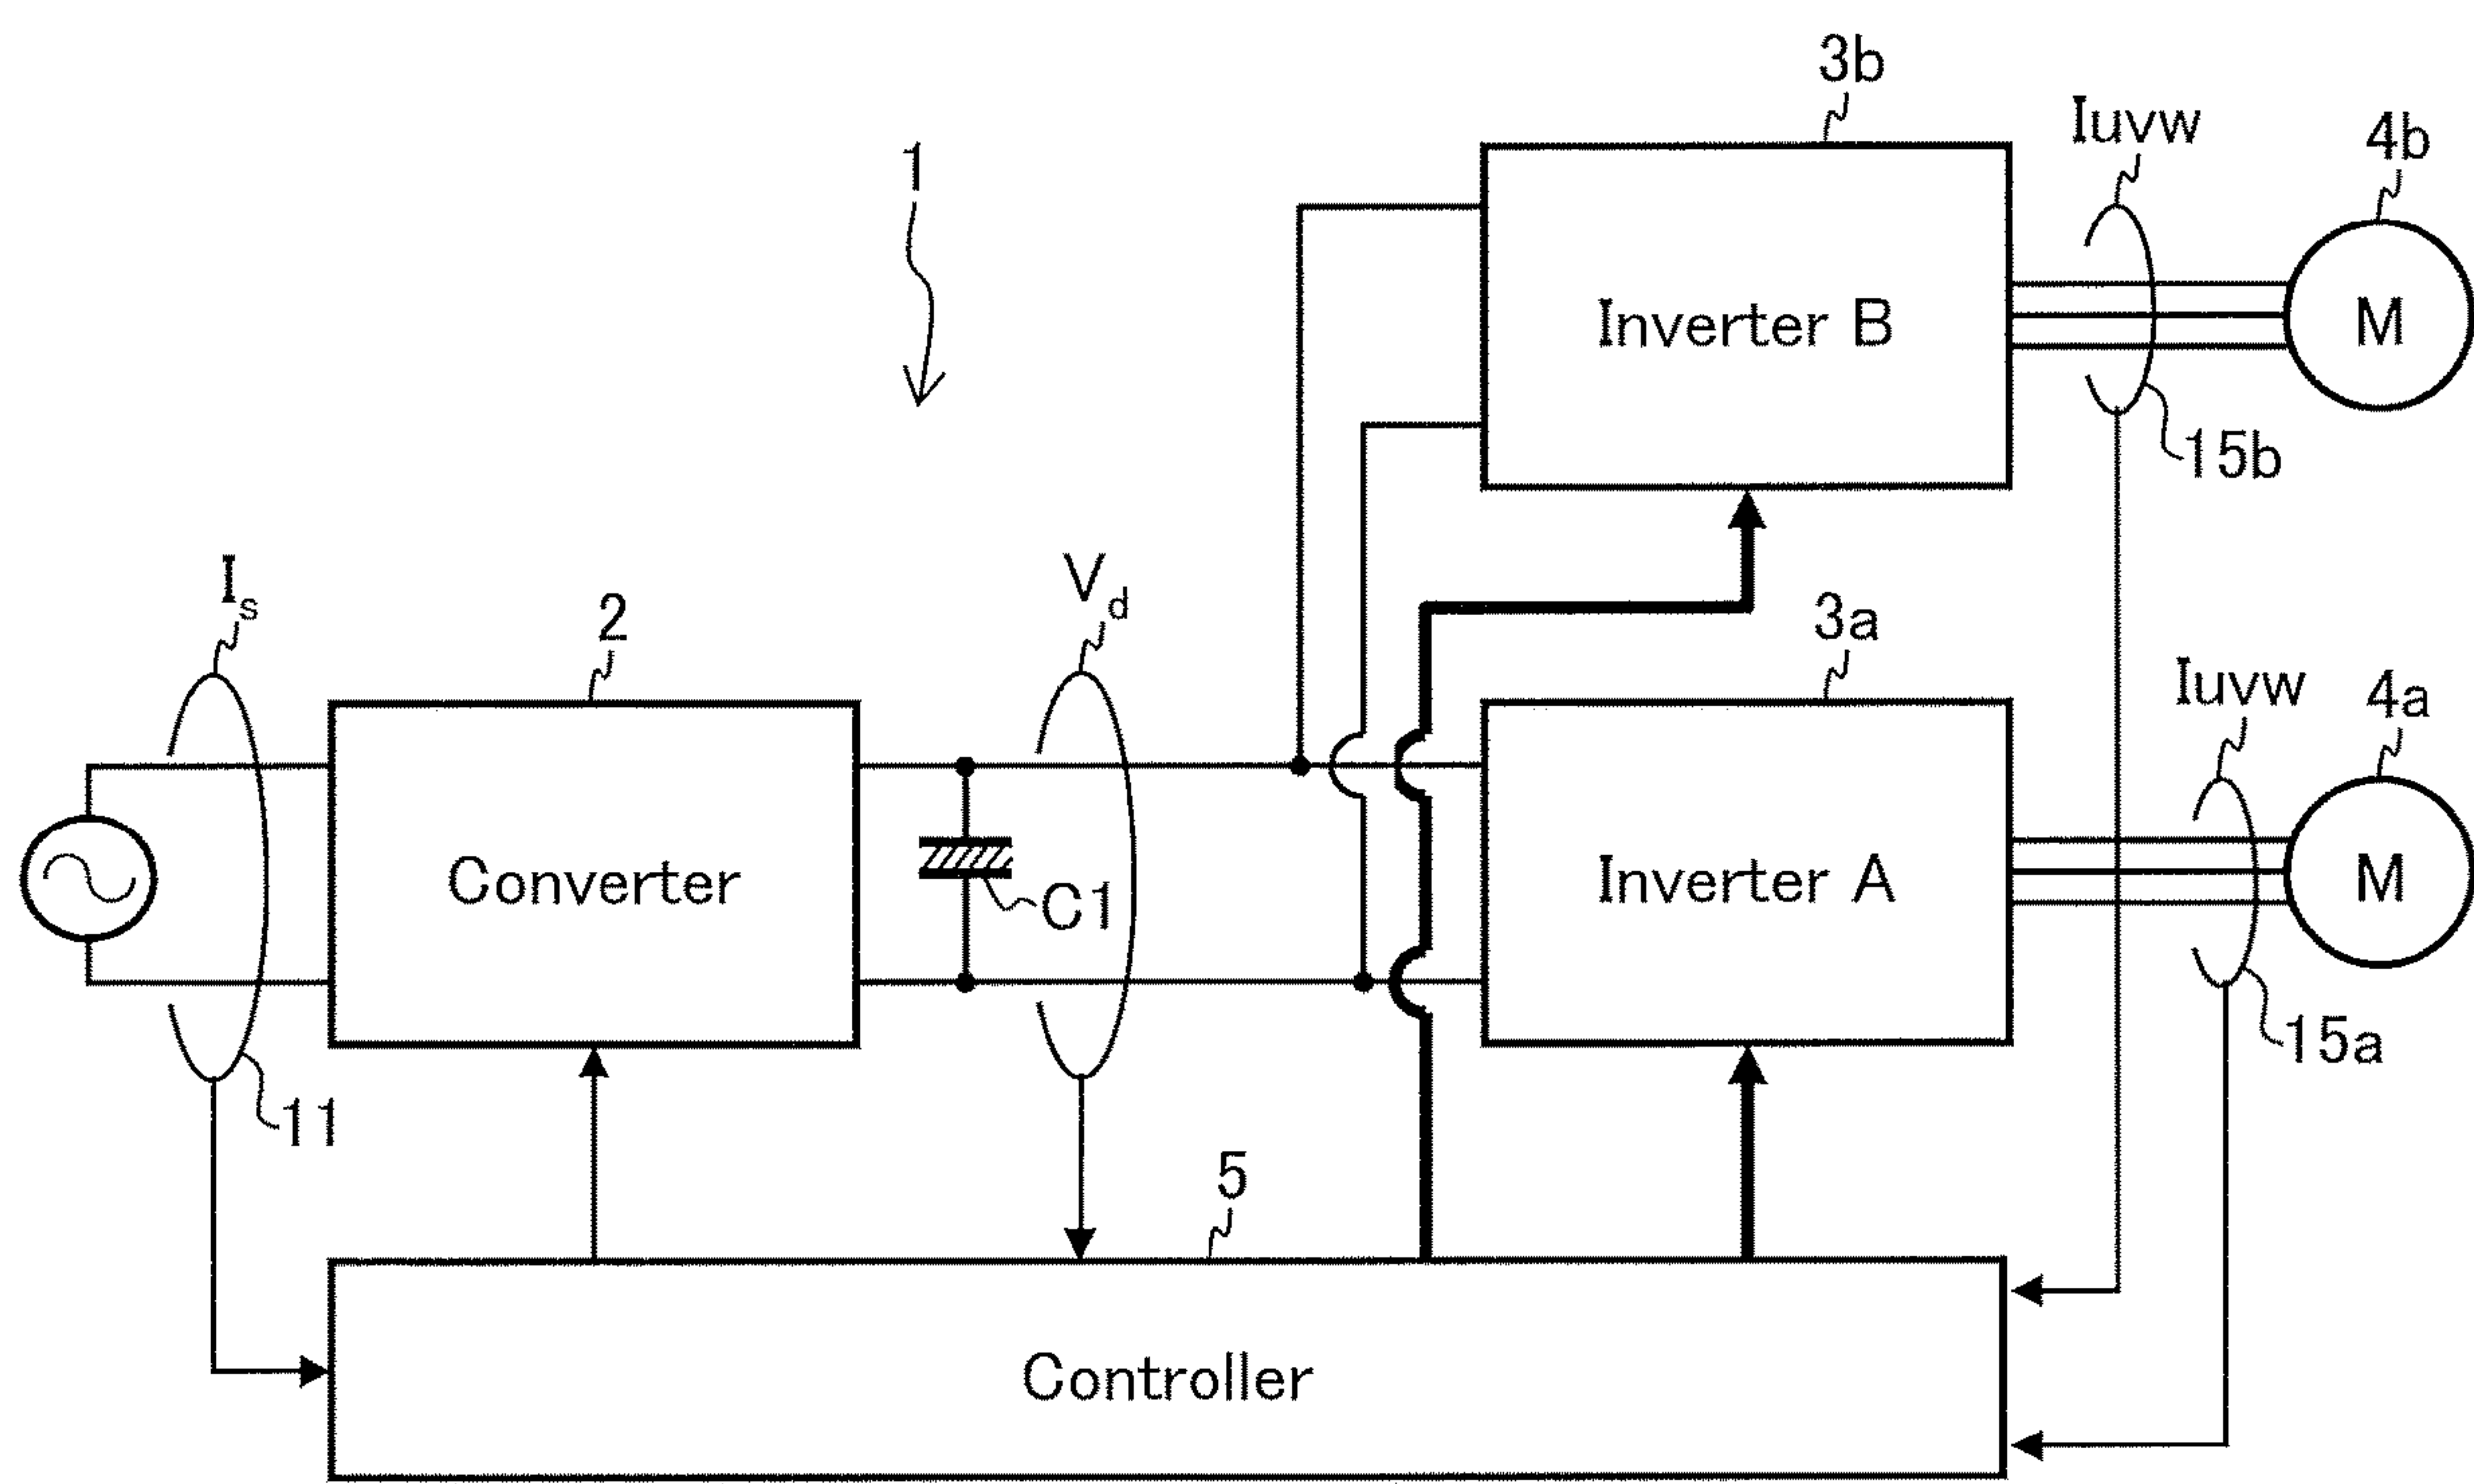 3b
Iuvw
4b
1
Inverter B
M
15b
Is
2
Vd
3a
Iuvw
4a
Converter
C1
Inverter A
M
15a
11
5
Controller